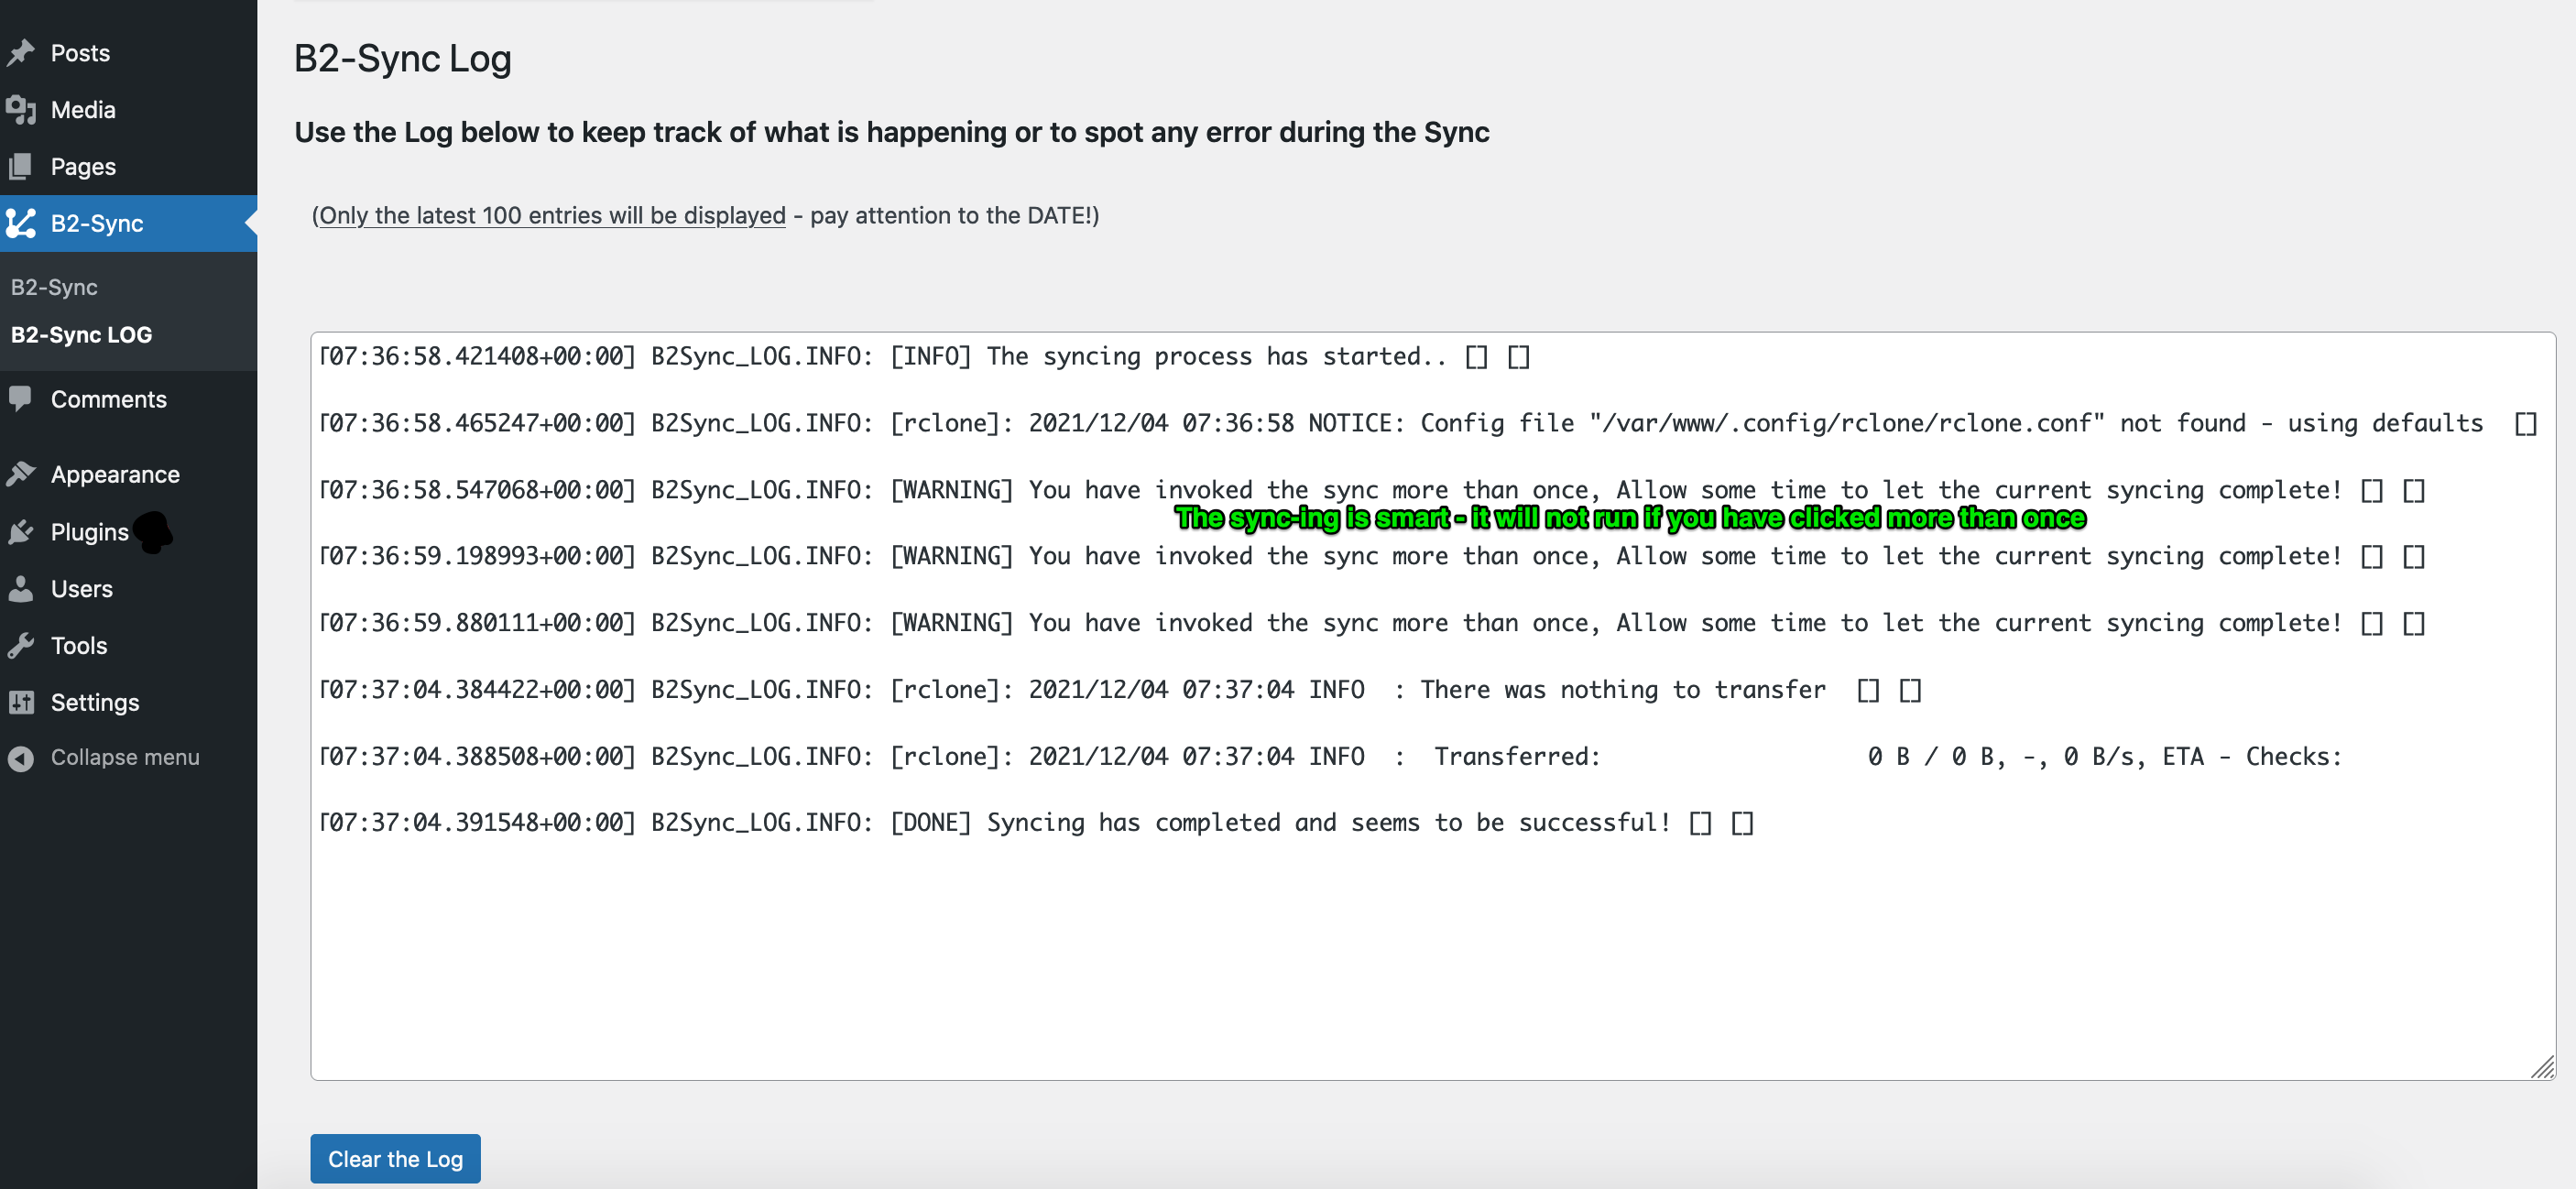 Posts
Media
Pages
B2-Sync
B2-Sync
B2-Sync LOG
Comments
Appearance
Plugins
Users
Tools
Settings
Collapse menu
B2-Sync Log
Use the Log below to keep track of what is happening or to spot any error during the Sync
(Only the latest 100 entries will be displayed - pay attention to the DATE!)
[07:36:58.421408+00:00] B2Sync_LOG.INFO: [INFO] The syncing process has started.. [] []
[07:36:58.465247+00:00] B2Sync_LOG.INFO: [rclone]: 2021/12/04 07:36:58 NOTICE: Config file "/var/www/.config/rclone/rclone.conf" not found - using defaults  []
[07:36:58.547068+00:00] B2Sync_LOG.INFO: [WARNING] You have invoked the sync more than once, Allow some time to let the current syncing complete! [] []
The sync-ing is smart - it will not run if you have clicked more than once
[07:36:59.198993+00:00] B2Sync_LOG.INFO: [WARNING] You have invoked the sync more than once, Allow some time to let the current syncing complete! [] []
[07:36:59.880111+00:00] B2Sync_LOG.INFO: [WARNING] You have invoked the sync more than once, Allow some time to let the current syncing complete! [] []
[07:37:04.384422+00:00] B2Sync_LOG.INFO: [rclone]: 2021/12/04 07:37:04 INFO  : There was nothing to transfer  [] []
[07:37:04.388508+00:00] B2Sync_LOG.INFO: [rclone]: 2021/12/04 07:37:04 INFO  :  Transferred:                   0 B / 0 B, -, 0 B/s, ETA - Checks:
[07:37:04.391548+00:00] B2Sync_LOG.INFO: [DONE] Syncing has completed and seems to be successful! [] []
Clear the Log